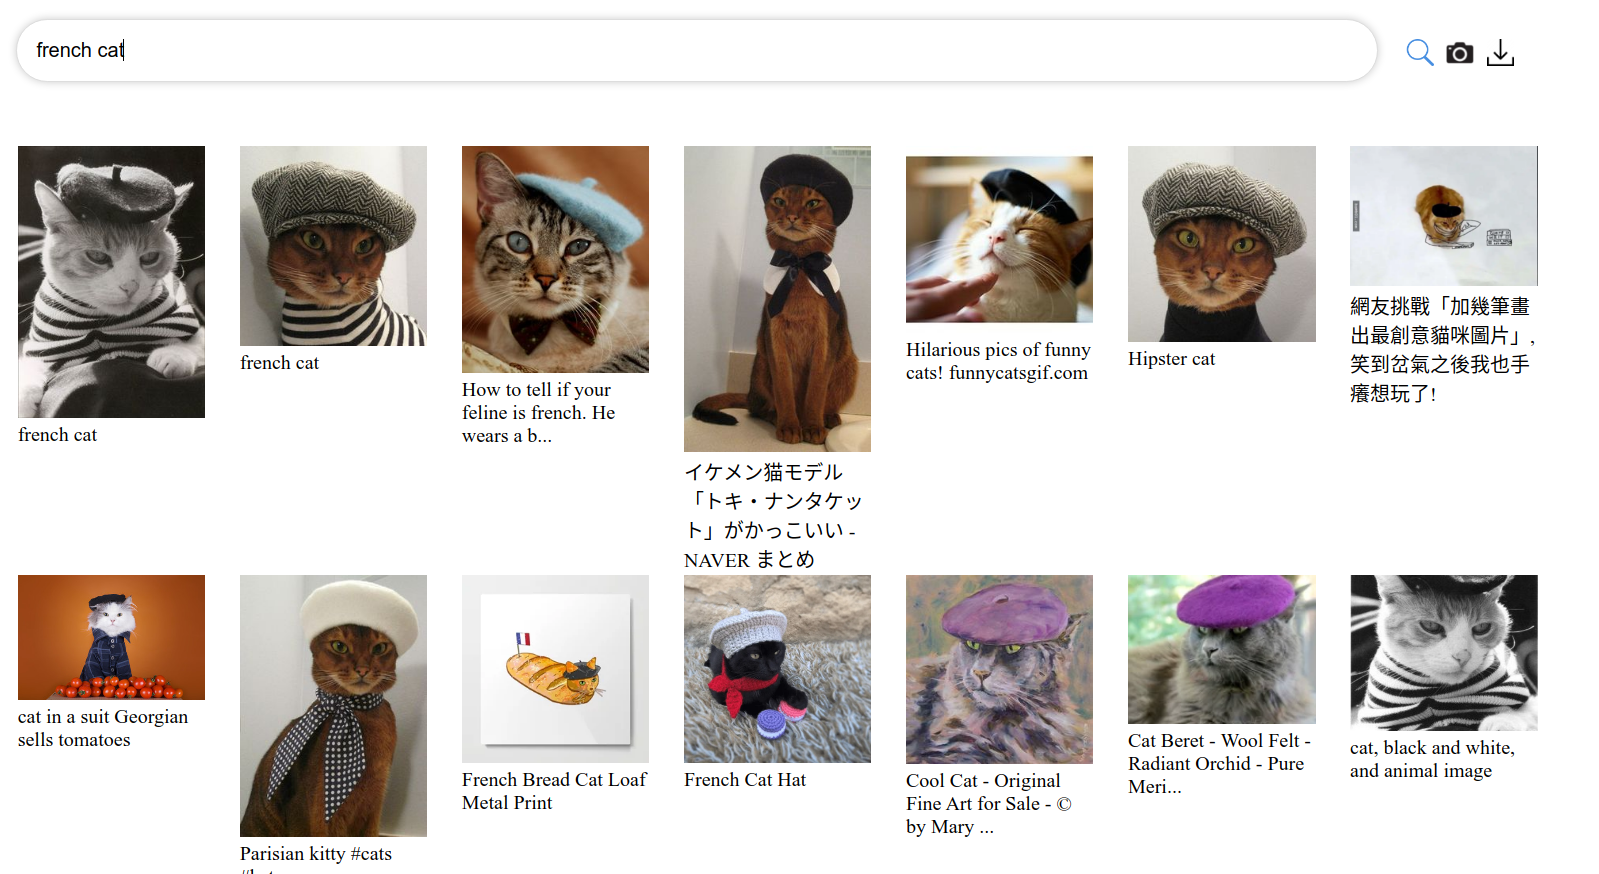 french cat
french cat
french cat
How to tell if your
feline is french. He
wears a b...
イケメン猫モデル
「トキ・ナンタケッ
ト」がかっこいい -
NAVER まとめ
Hilarious pics of funny
cats! funnycatsgif.com
Hipster cat
網友挑戰「加幾筆畫
出最創意貓咪圖片」,
笑到岔氣之後我也手
癢想玩了!
cat in a suit Georgian
sells tomatoes
Parisian kitty #cats
French Bread Cat Loaf
Metal Print
French Cat Hat
Cool Cat - Original
Fine Art for Sale - ©
by Mary ...
Cat Beret - Wool Felt -
Radiant Orchid - Pure
Meri...
cat, black and white,
and animal image